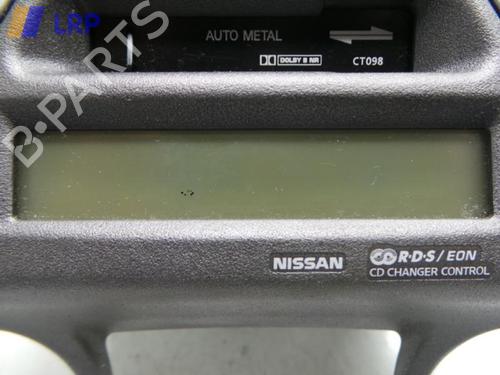 LRP
AUTO METAL
DOLBY B NR CT098
B-PARTS
NISSAN R·D·S/EON
CD CHANGER CONTROL